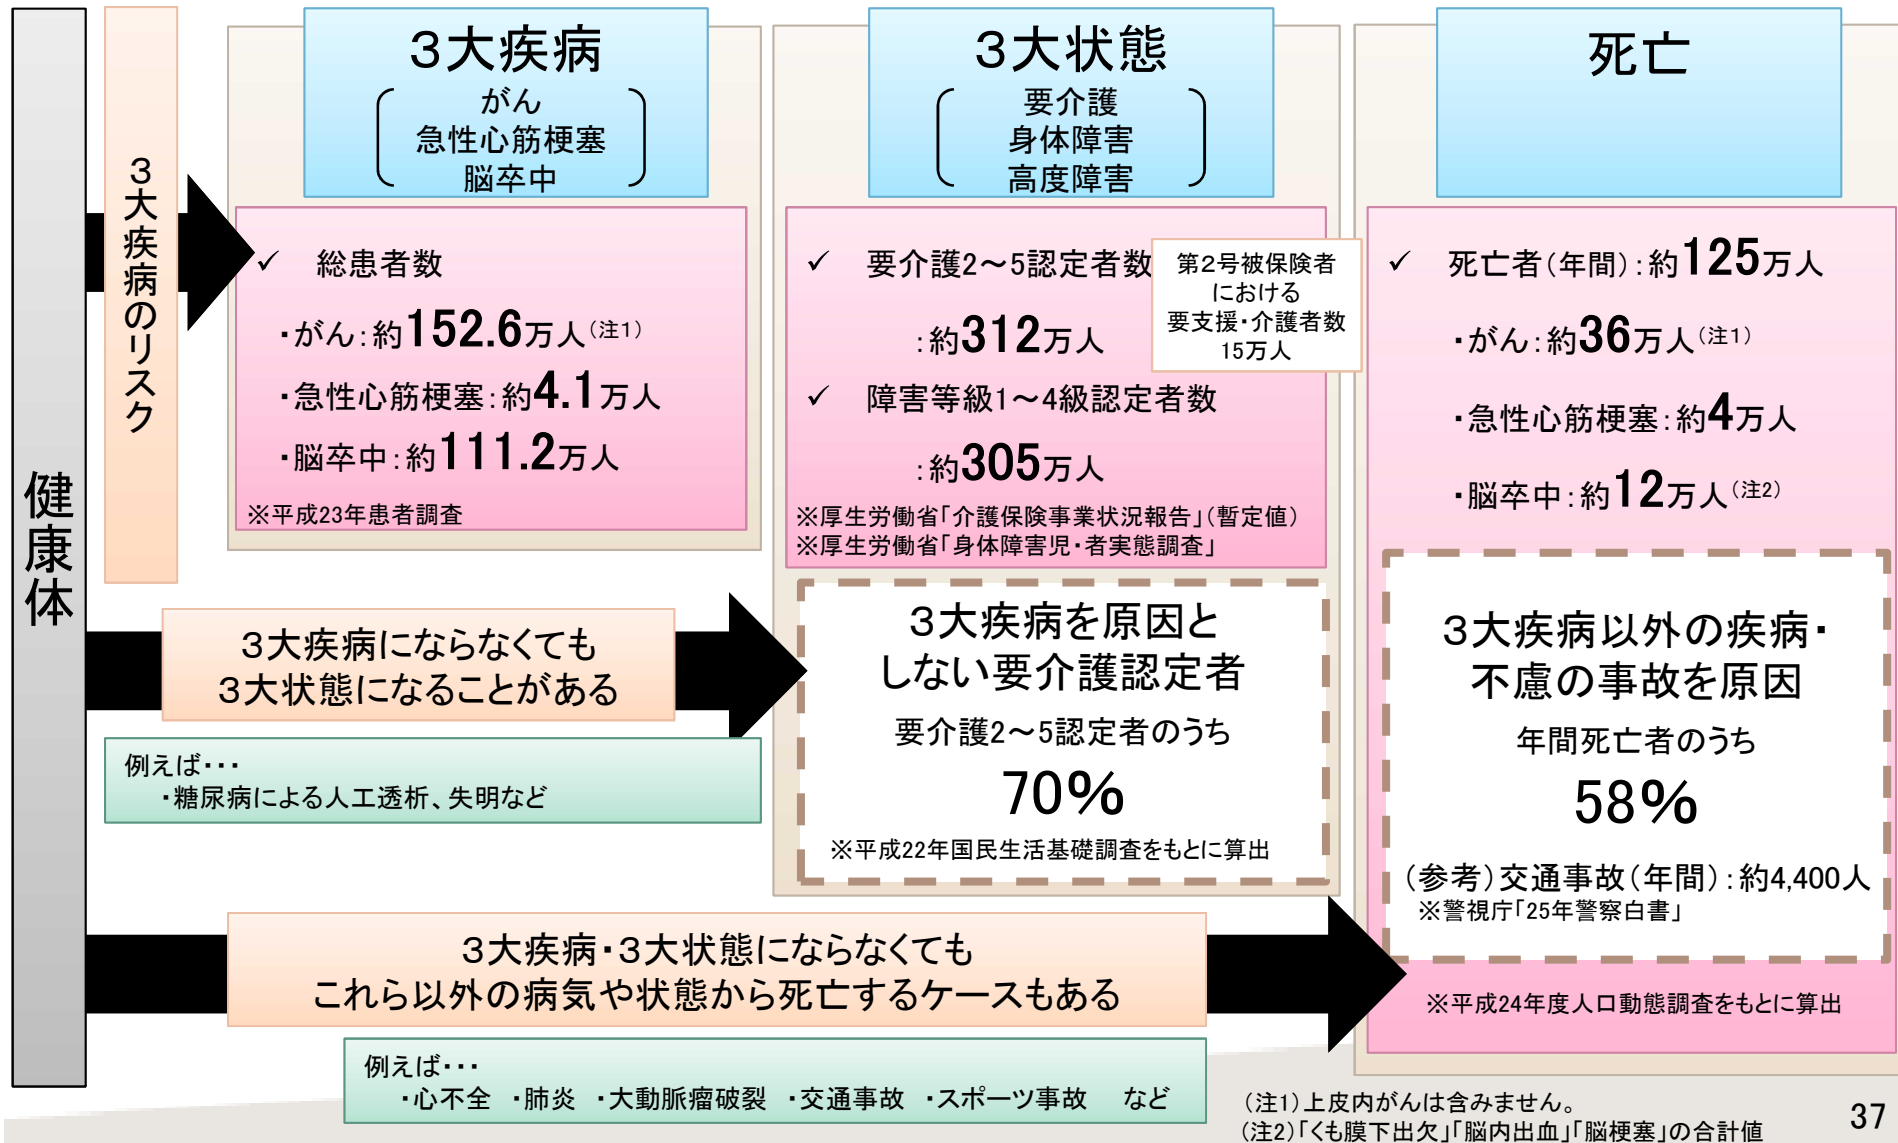 健康体
3大疾病のリスク
3大疾病
がん
急性心筋梗塞
脳卒中
✓ 総患者数
・がん：約152.6万人（注1）
・急性心筋梗塞：約4.1万人
・脳卒中：約111.2万人
※平成23年患者調査
3大状態
要介護
身体障害
高度障害
✓ 要介護2～5認定者数
：約312万人
第2号被保険者
における
要支援・介護者数
15万人
✓ 障害等級1～4級認定者数
：約305万人
※厚生労働省「介護保険事業状況報告」（暫定値）
※厚生労働省「身体障害児・者実態調査」
死亡
✓ 死亡者（年間）：約125万人
・がん：約36万人（注1）
・急性心筋梗塞：約4万人
・脳卒中：約12万人（注2）
3大疾病にならなくても
3大状態になることがある
例えば・・・
・糖尿病による人工透析、失明など
3大疾病を原因と
しない要介護認定者
要介護2～5認定者のうち
70%
※平成22年国民生活基礎調査をもとに算出
3大疾病以外の疾病・
不慮の事故を原因
年間死亡者のうち
58%
（参考）交通事故（年間）：約4,400人
※警視庁「25年警察白書」
※平成24年度人口動態調査をもとに算出
3大疾病・3大状態にならなくても
これら以外の病気や状態から死亡するケースもある
例えば・・・
・心不全 ・肺炎 ・大動脈瘤破裂 ・交通事故 ・スポーツ事故 など
（注1）上皮内がんは含みません。
（注2）「くも膜下出欠」「脳内出血」「脳梗塞」の合計値
37